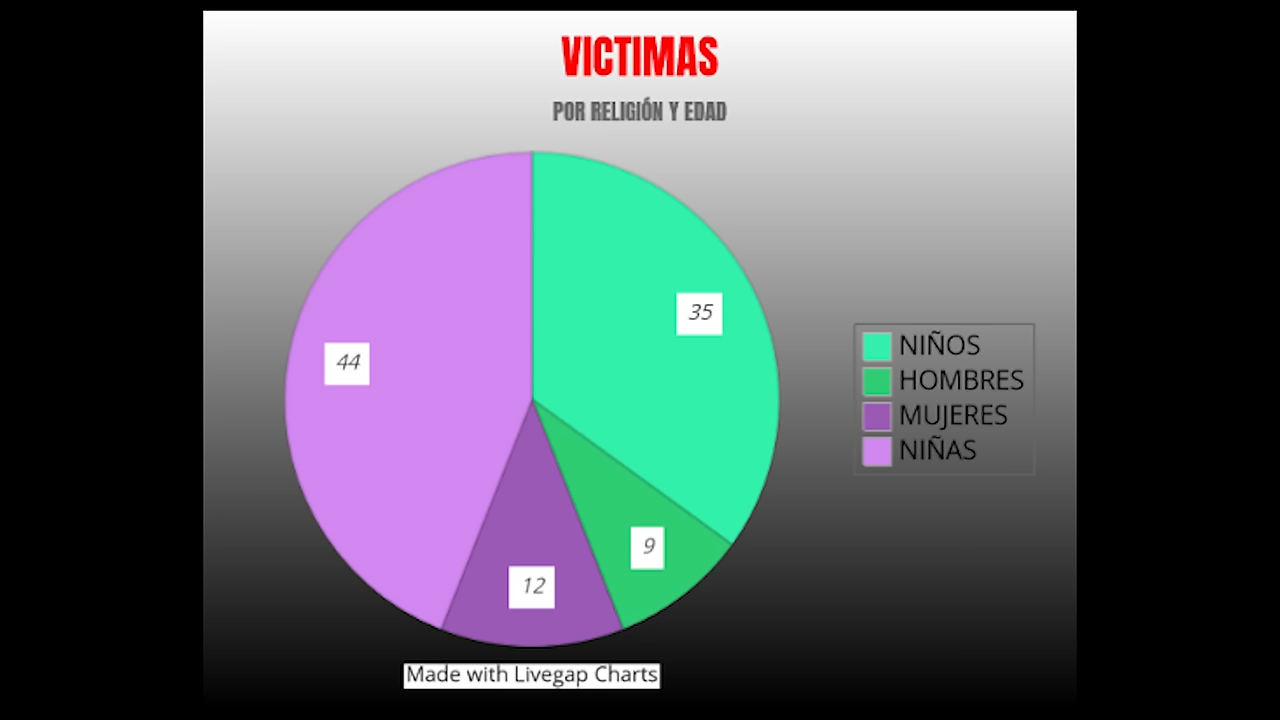 VICTIMAS
POR RELIGIÓN Y EDAD
35
44
9
12
NIÑOS
HOMBRES
MUJERES
NIÑAS
Made with Livegap Charts